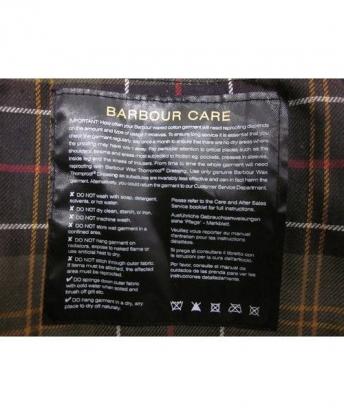 BARBOUR CARE
IMPORTANT: How often your Barbour waxed cotton garment will need reproofing depends
on the amount and type of usage it receives. To ensure long service it is essential that you
check the garment regularly, say once a month to ensure that there are no dry areas where
the proofing may have worn away. Pay particular attention to critical places such as the
shoulders, seams and areas most subjected to friction eg. pockets, presses in sleeves,
inside leg and the knees of trousers. From time to time the whole garment will need
reproofing with Barbour Wax Thornproof® Dressing. Use only genuine Barbour Wax
Thornproof® Dressing as substitutes are invariably less effective and can in fact harm the
garment. Alternatively, you could return the garment to our Customer Service Department.
✗ DO NOT wash with soap, detergent,
solvents, or hot water.
✗ DO NOT dry clean, starch, or iron.
✗ DO NOT machine wash.
✗ DO NOT store wet garment in a
confined area.
✗ DO NOT hang garment on
radiators, expose to naked flame or
use artificial heat to dry.
✗ DO NOT stitch through outer fabric
If items must be stitched, the affected
area must be reproofed.
✓ DO sponge down outer fabric
with cold water when soiled and
brush off grit etc.
✓ DO hang garment in a dry, airy
place to dry off naturally.
Please refer to the Care and After Sales
Service booklet for full instructions.
Ausführliche Gebrauchsanweisungen
siehe "Pflege" - Merkblatt
Veuillez vous reporter au manuel
d'entretien pour les instructions
détaillées.
Si prega di consultare il libretto con
le istruzioni per la cura dell'articolo.
Por favor, consulte el manual de
cuidados de la prenda para ver las
instrucciones detalladas.